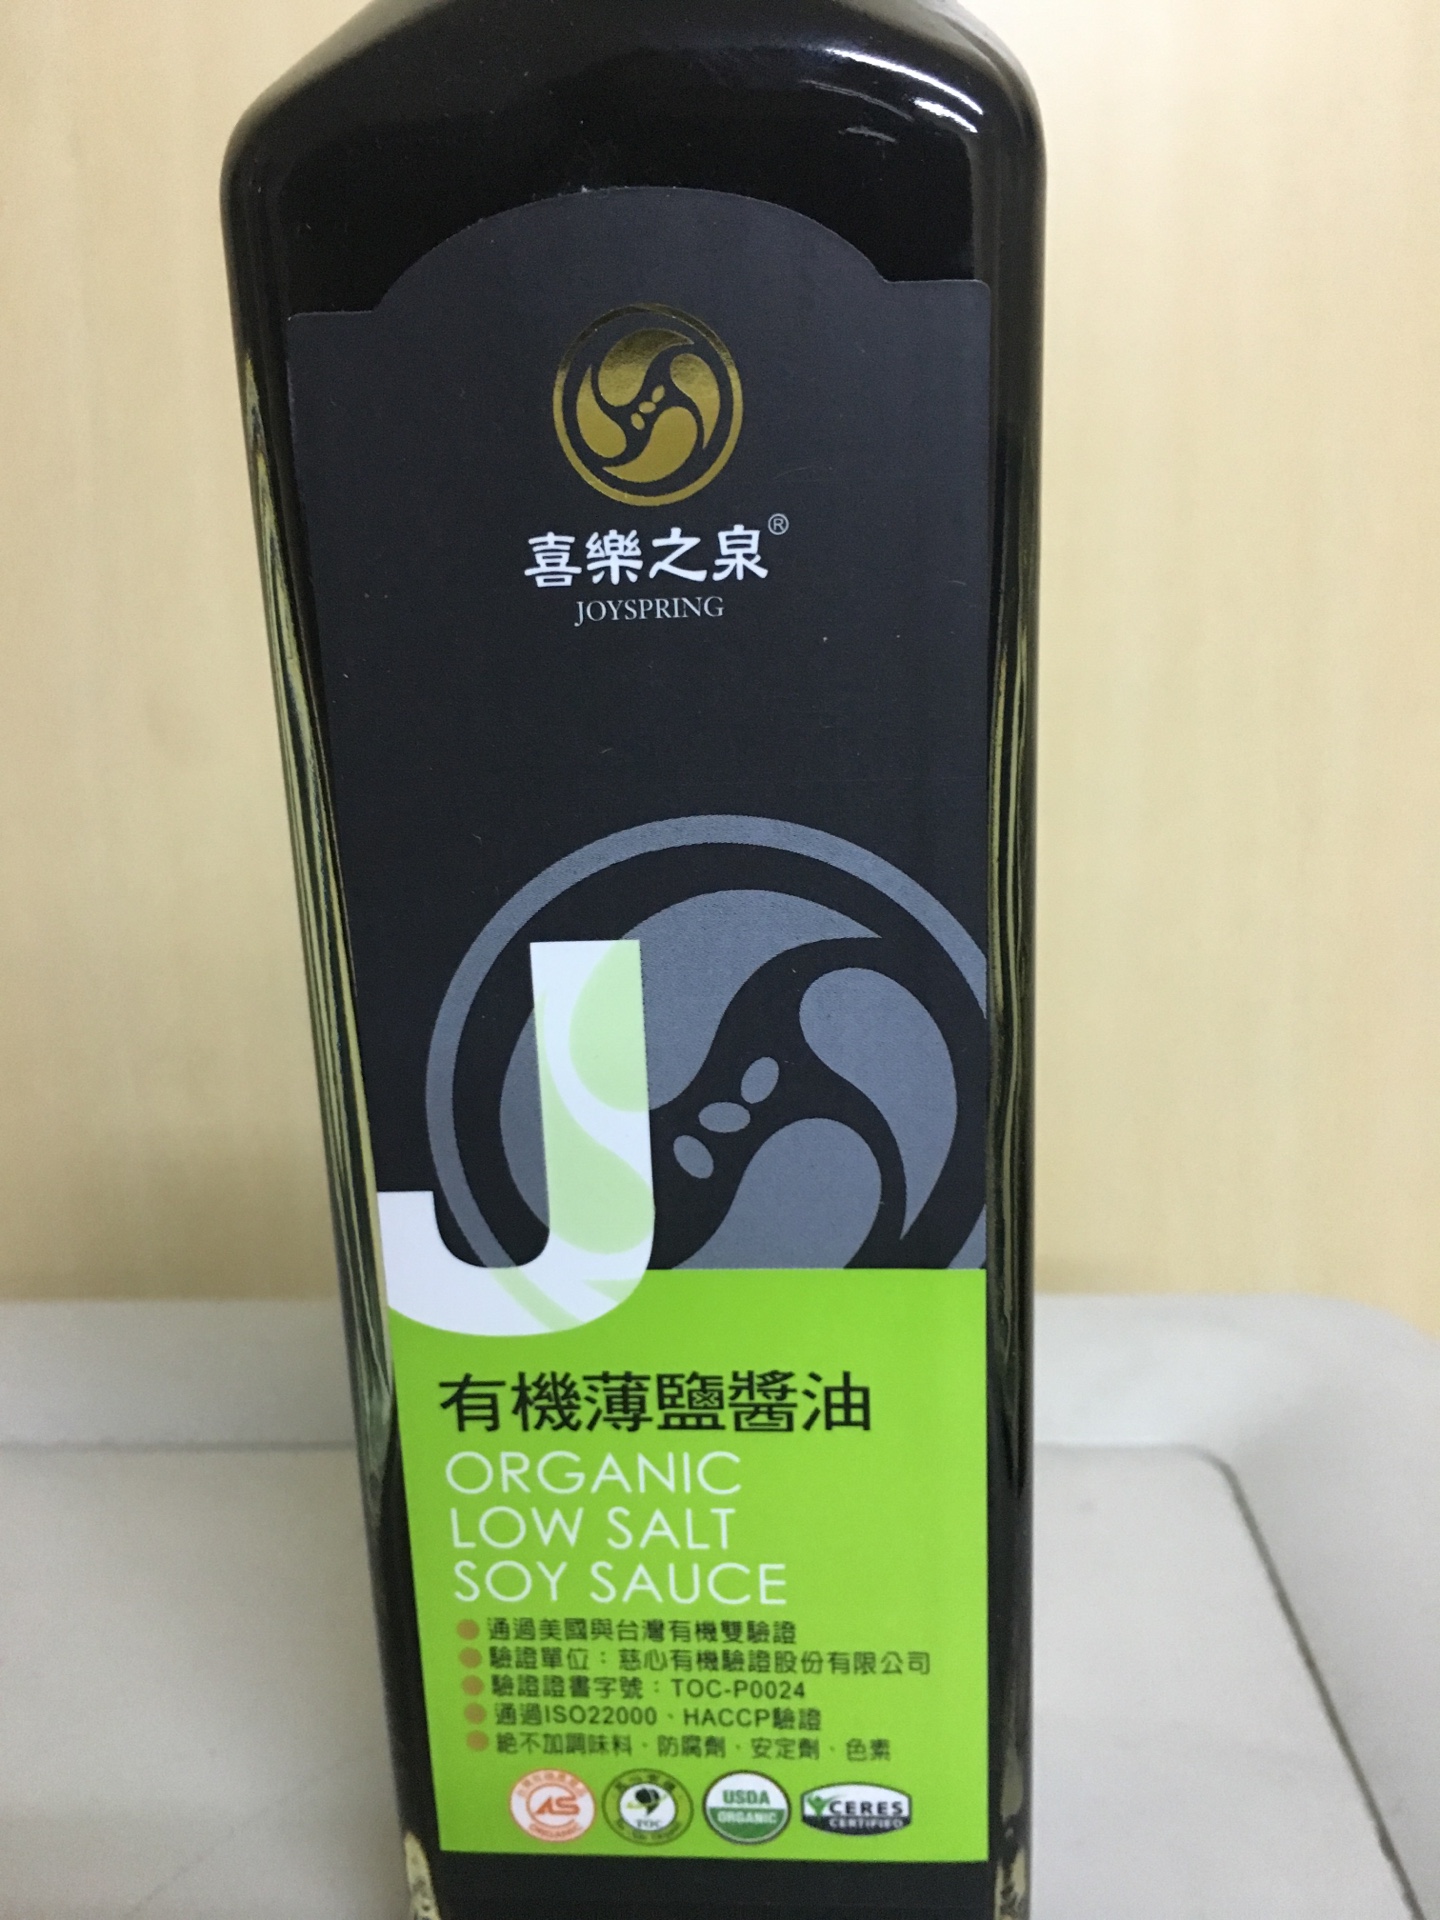 喜樂之泉®
JOYSPRING
J
有機薄鹽醬油
ORGANIC
LOW SALT
SOY SAUCE
通過美國與台灣有機雙驗證
驗證單位：慈心有機驗證股份有限公司
驗證證書字號：TOC-P0024
通過ISO22000、HACCP驗證
絕不加調味料、防腐劑、安定劑、色素
AS
ORGANIC
TOC
USDA
ORGANIC
CERES
CERTIFIED